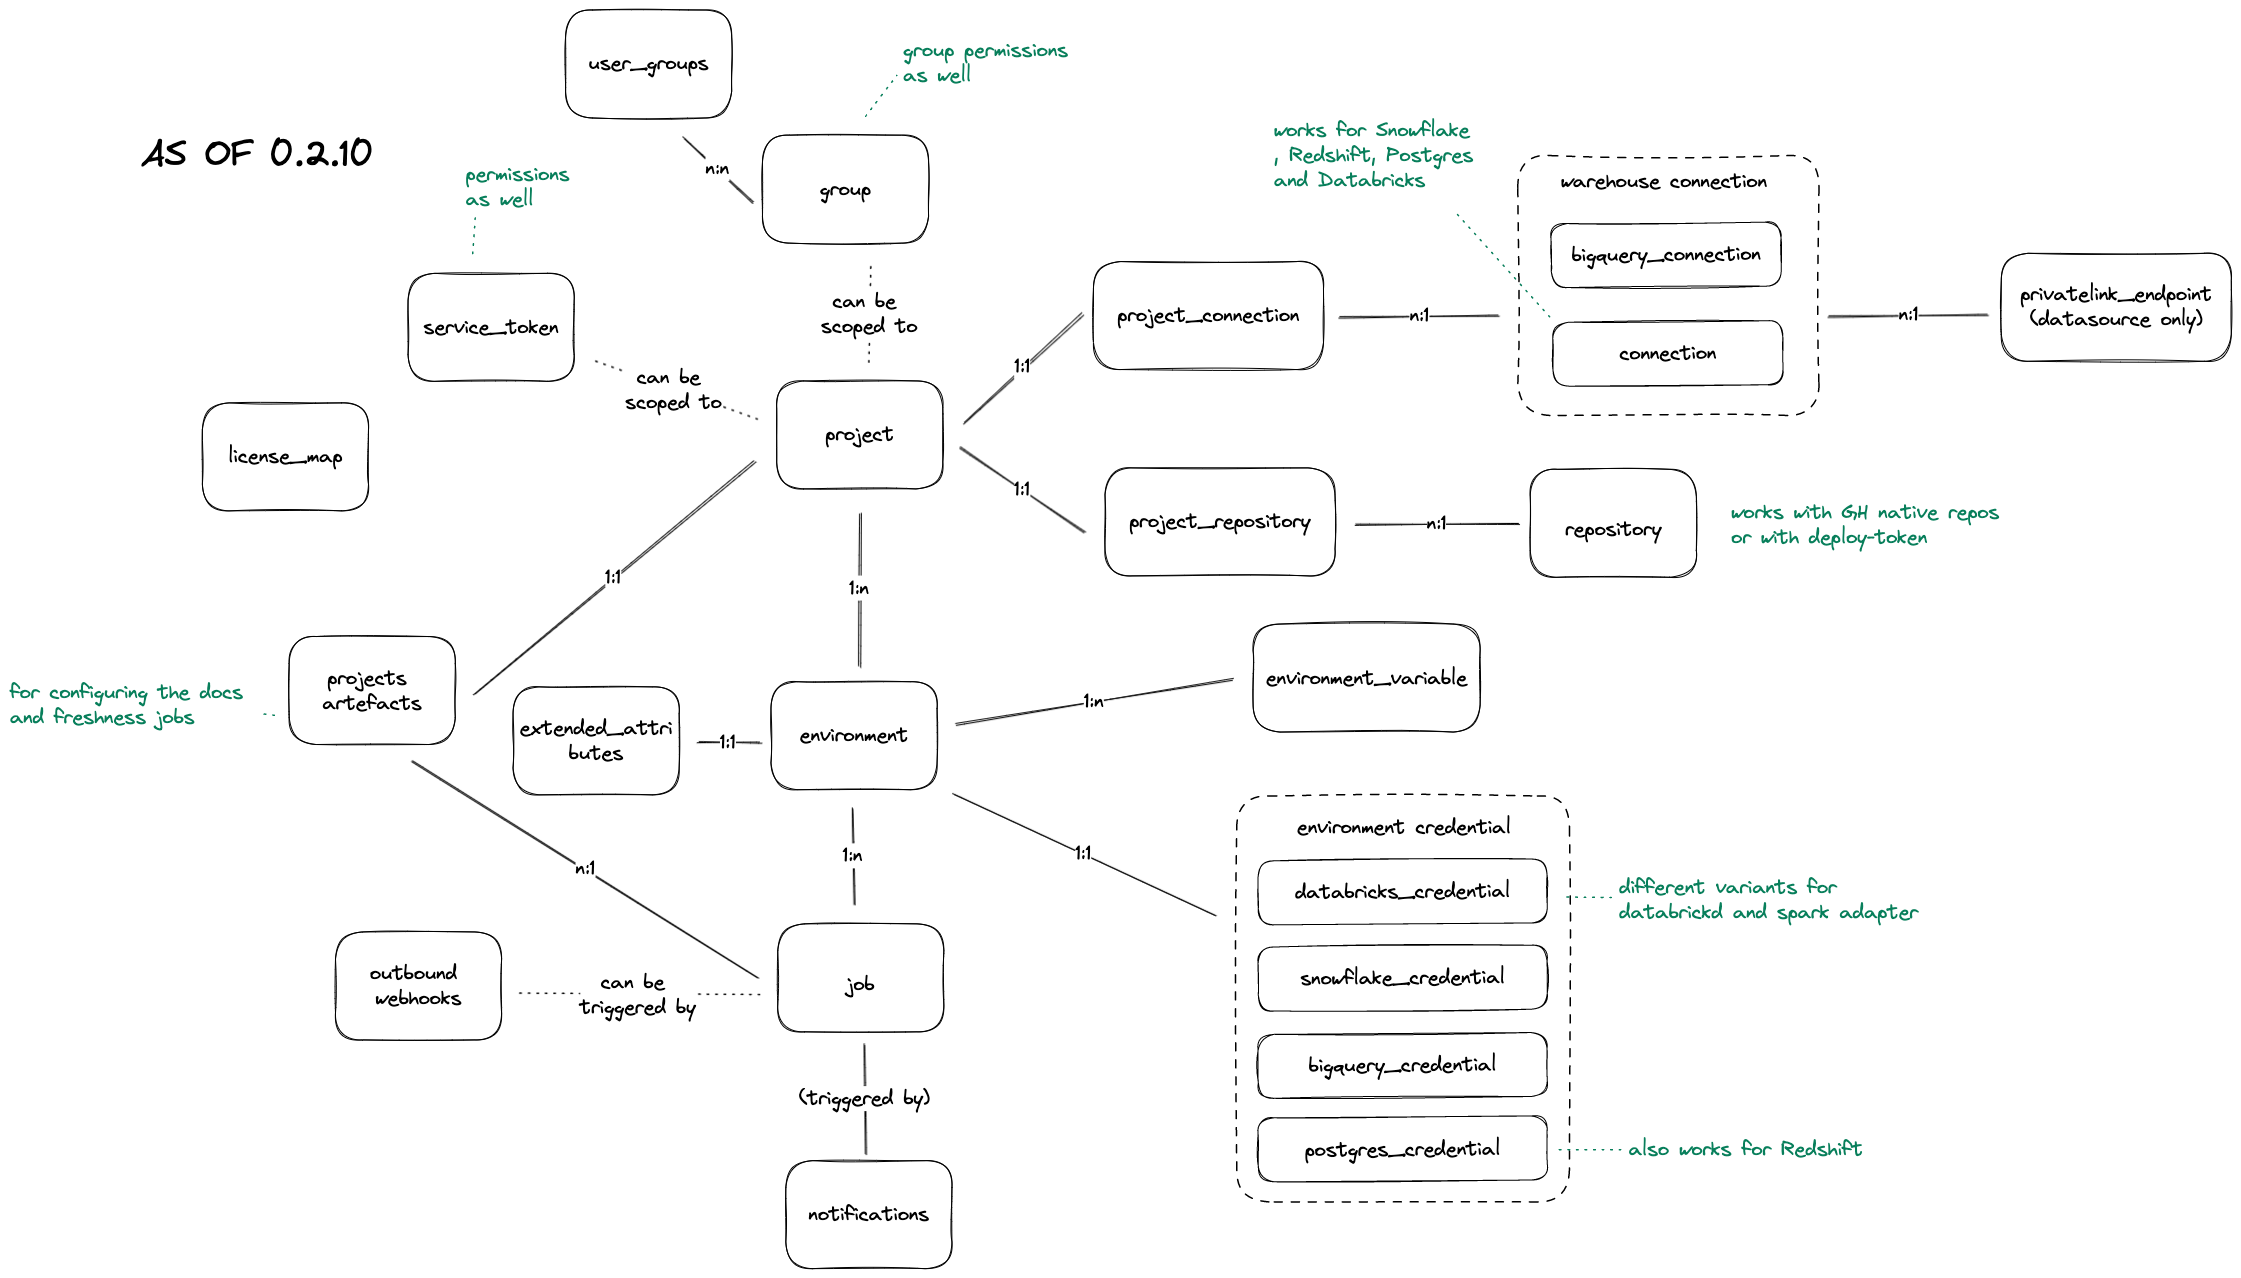 user_groups
group permissions
as well
AS OF 0.2.10
works for Snowflake
, Redshift, Postgres
and Databricks
permissions
as well
n:n
group
warehouse connection
bigquery_connection
connection
service_token
can be
scoped to
can be
scoped to
project_connection
n:1
n:1
privatelink_endpoint
(datasource only)
1:1
license_map
project
1:1
project_repository
n:1
repository
works with GH native repos
or with deploy-token
1:1
1:n
for configuring the docs
and freshness jobs
projects
artefacts
extended_attri
butes
1:1
environment
1:n
environment_variable
1:n
1:1
n:1
environment credential
databricks_credential
snowflake_credential
bigquery_credential
postgres_credential
different variants for
databrickd and spark adapter
also works for Redshift
outbound
webhooks
can be
triggered by
job
(triggered by)
notifications